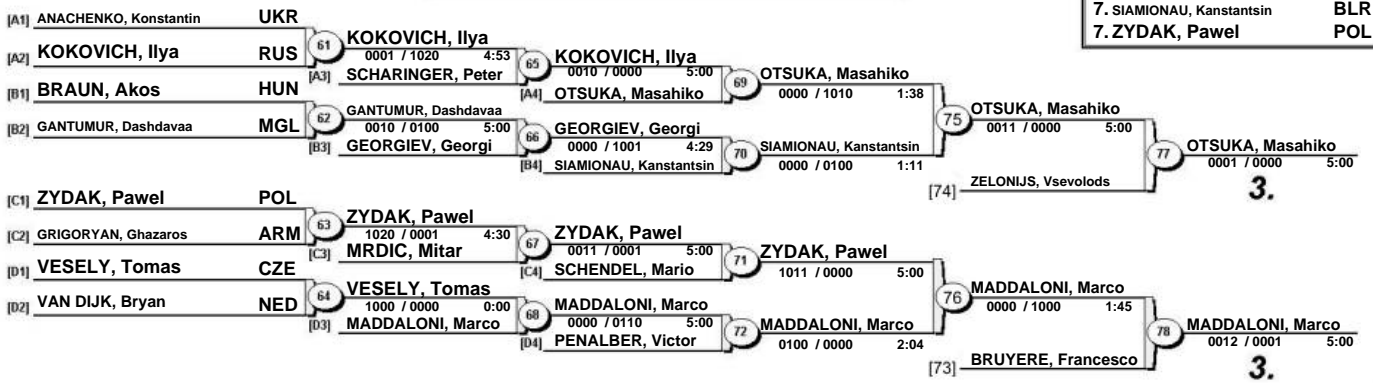 7. SIAMIONAU, Kanstantsin BLR
7. ZYDAK, Pawel POL
[A1] ANACHENKO, Konstantin UKR
[A2] KOKOVICH, Ilya RUS
61
KOKOVICH, Ilya
0001 / 1020 4:53
[A3] SCHARINGER, Peter
65
KOKOVICH, Ilya
0010 / 0000 5:00
[A4] OTSUKA, Masahiko
69
OTSUKA, Masahiko
0000 / 1010 1:38
[B1] BRAUN, Akos HUN
[B2] GANTUMUR, Dashdavaa MGL
62
GANTUMUR, Dashdavaa
0010 / 0100 5:00
[B3] GEORGIEV, Georgi
66
GEORGIEV, Georgi
0000 / 1001 4:29
[B4] SIAMIONAU, Kanstantsin
70
SIAMIONAU, Kanstantsin
0000 / 0100 1:11
75
OTSUKA, Masahiko
0011 / 0000 5:00
[74] ZELONIJS, Vsevolods
77
OTSUKA, Masahiko
0001 / 0000 5:00
3.
[C1] ZYDAK, Pawel POL
[C2] GRIGORYAN, Ghazaros ARM
63
ZYDAK, Pawel
1020 / 0001 4:30
[C3] MRDIC, Mitar
67
ZYDAK, Pawel
0011 / 0001 5:00
[C4] SCHENDEL, Mario
71
ZYDAK, Pawel
1011 / 0000 5:00
[D1] VESELY, Tomas CZE
[D2] VAN DIJK, Bryan NED
64
VESELY, Tomas
1000 / 0000 0:00
[D3] MADDALONI, Marco
68
MADDALONI, Marco
0000 / 0110 5:00
[D4] PENALBER, Victor
72
MADDALONI, Marco
0100 / 0000 2:04
76
MADDALONI, Marco
0000 / 1000 1:45
[73] BRUYERE, Francesco
78
MADDALONI, Marco
0012 / 0001 5:00
3.